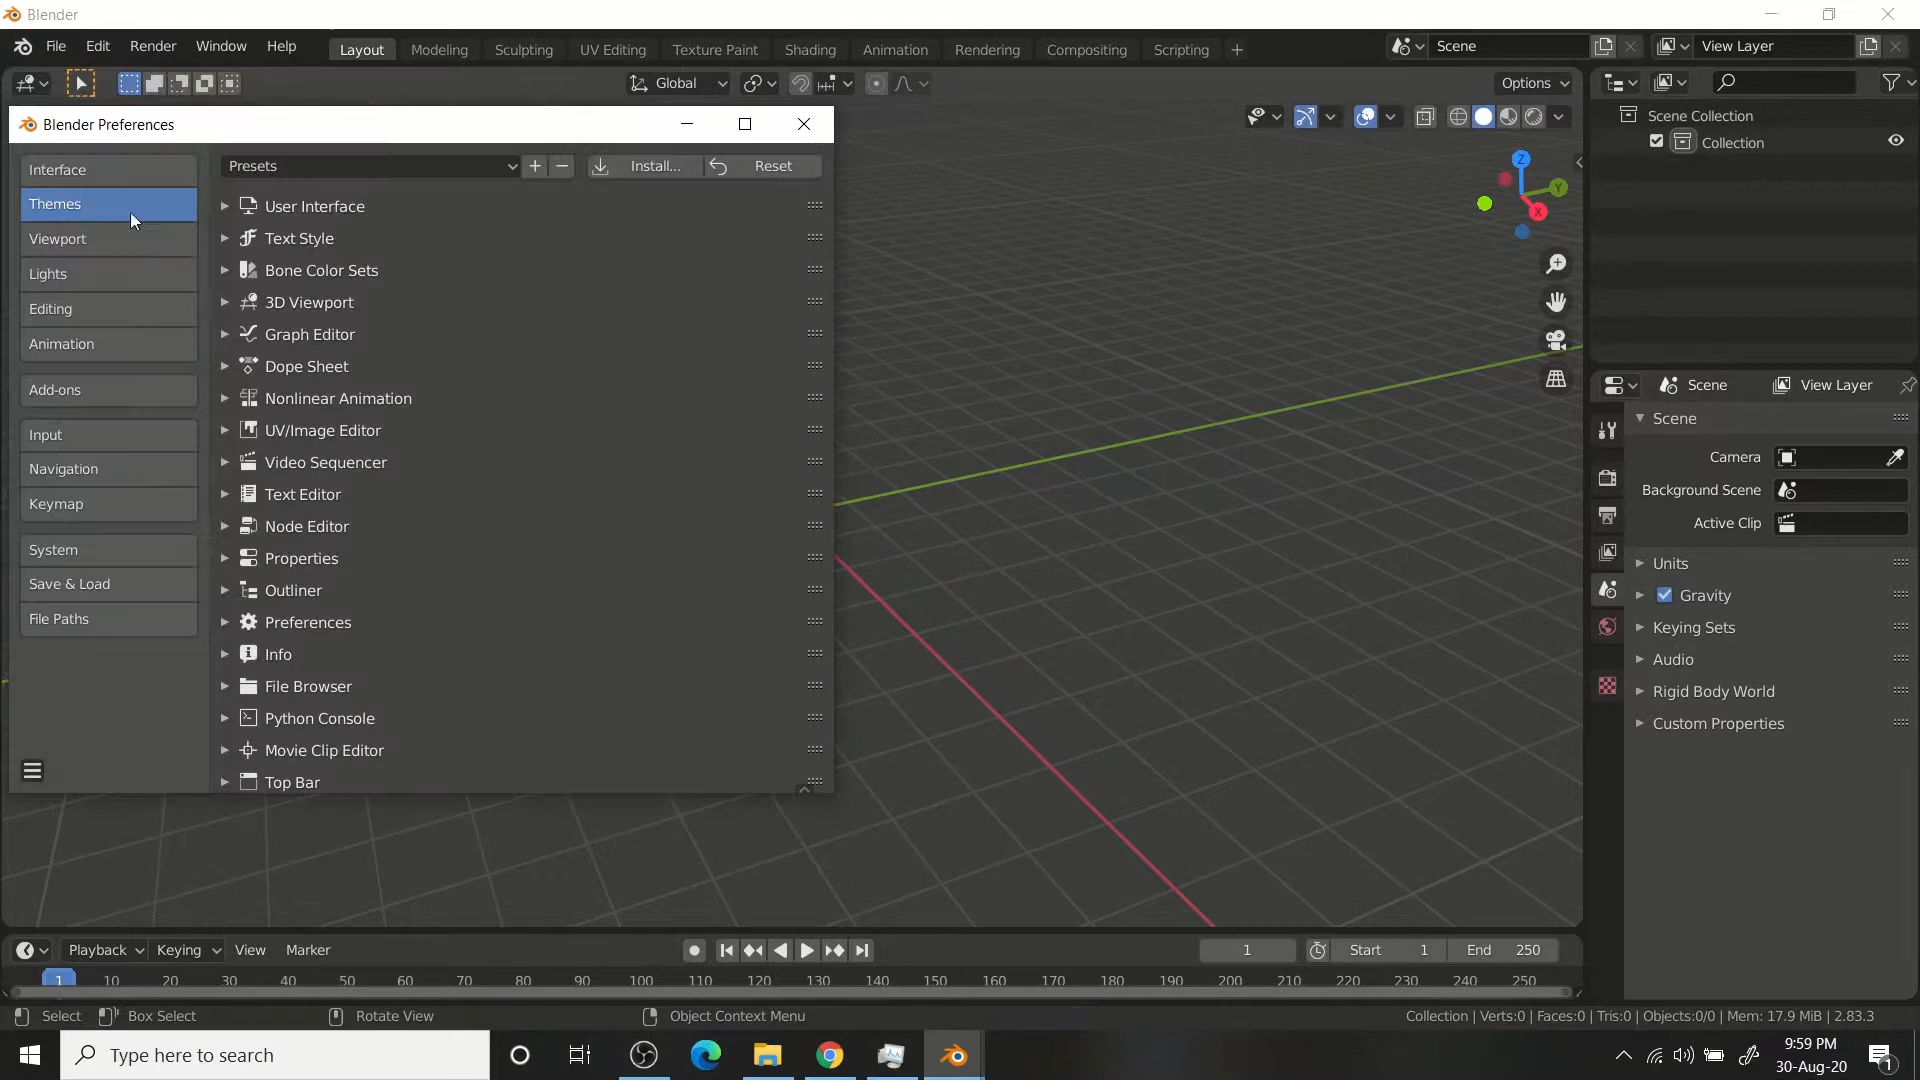 Blender
File Edit Render Window Help Layout Modeling Sculpting UV Editing Texture Paint Shading Animation Rendering Compositing Scripting + Scene View Layer
Global Options
Blender Preferences
Interface
Themes
Viewport
Lights
Editing
Animation
Add-ons
Input
Navigation
Keymap
System
Save & Load
File Paths
Presets Install... Reset
User Interface
Text Style
Bone Color Sets
3D Viewport
Graph Editor
Dope Sheet
Nonlinear Animation
UV/Image Editor
Video Sequencer
Text Editor
Node Editor
Properties
Outliner
Preferences
Info
File Browser
Python Console
Movie Clip Editor
Top Bar
Z
Y
X
Scene Collection
Collection
Scene View Layer
Scene
Camera
Background Scene
Active Clip
Units
Gravity
Keying Sets
Audio
Rigid Body World
Custom Properties
Playback Keying View Marker 1 Start 1 End 250
1 10 20 30 40 50 60 70 80 90 100 110 120 130 140 150 160 170 180 190 200 210 220 230 240 250
Select Box Select Rotate View Object Context Menu Collection | Verts:0 | Faces:0 | Tris:0 | Objects:0/0 | Mem: 17.9 MiB | 2.83.3
Type here to search
9:59 PM
30-Aug-20
1